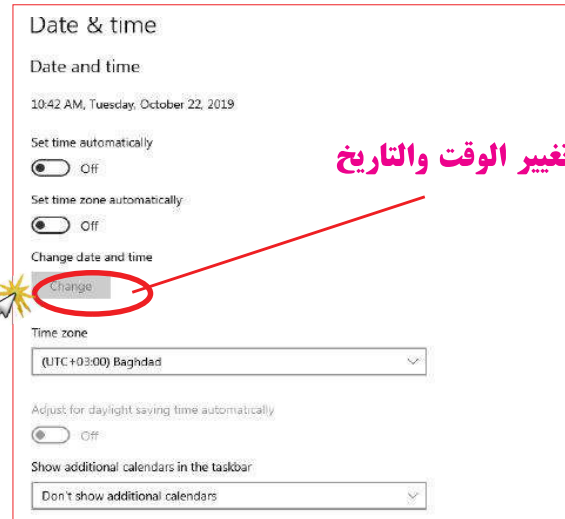 Date & time
Date and time
10:42 AM, Tuesday, October 22, 2019
Set time automatically
Off
تغيير الوقت والتاريخ
Set time zone automatically
Off
Change date and time
Change
Time zone
(UTC+03:00) Baghdad
Adjust for daylight saving time automatically
Off
Show additional calendars in the taskbar
Don't show additional calendars